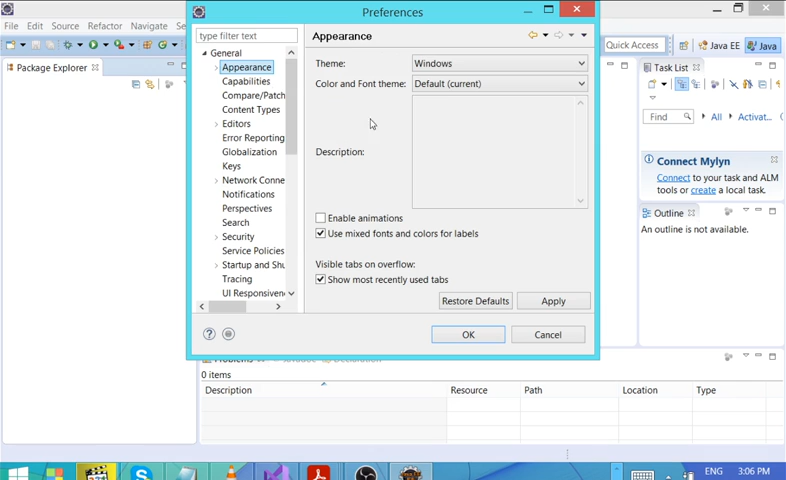 Preferences
File Edit Source Refactor Navigate Se
Quick Access
Java EE
Java
Package Explorer
type filter text
General
Appearance
Capabilities
Compare/Patch
Content Types
Editors
Error Reporting
Globalization
Keys
Network Conne
Notifications
Perspectives
Search
Security
Service Policies
Startup and Shu
Tracing
UI Responsiven
Appearance
Theme:
Windows
Color and Font theme:
Default (current)
Description:
Enable animations
Use mixed fonts and colors for labels
Visible tabs on overflow:
Show most recently used tabs
Restore Defaults
Apply
OK
Cancel
Task List
Find
All
Activat...
Connect Mylyn
Connect to your task and ALM
tools or create a local task.
Outline
An outline is not available.
Problems
Javadoc
Declaration
0 items
Description Resource Path Location Type
ENG 3:06 PM